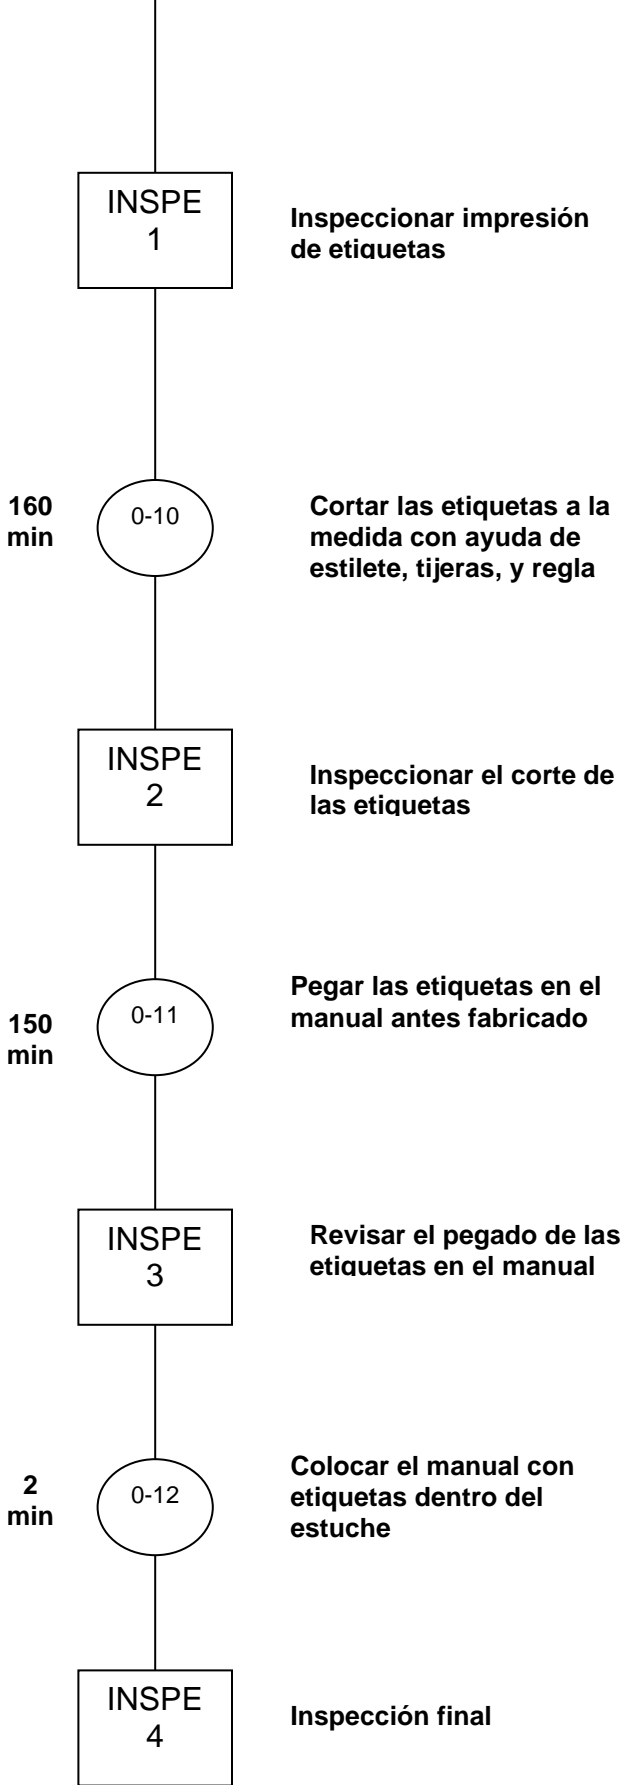 INSPE
1
Inspeccionar impresión
de etiquetas
160
min
0-10
Cortar las etiquetas a la
medida con ayuda de
estilete, tijeras, y regla
INSPE
2
Inspeccionar el corte de
las etiquetas
150
min
0-11
Pegar las etiquetas en el
manual antes fabricado
INSPE
3
Revisar el pegado de las
etiquetas en el manual
2
min
0-12
Colocar el manual con
etiquetas dentro del
estuche
INSPE
4
Inspección final